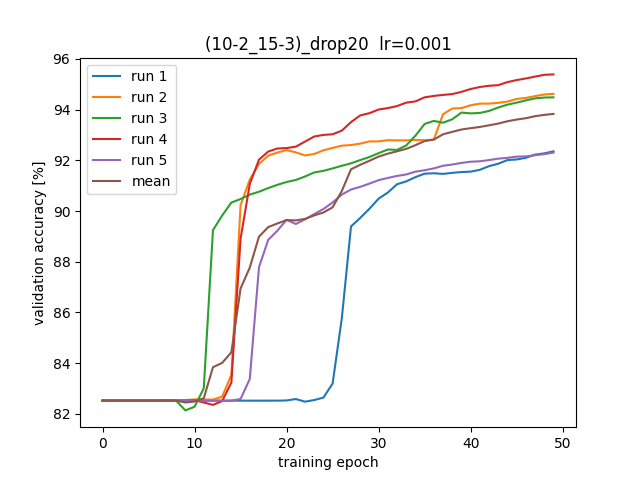 (10-2_15-3)_drop20  lr=0.001
validation accuracy [%]
96
94
92
90
88
86
84
82
run 1
run 2
run 3
run 4
run 5
mean
0 10 20 30 40 50
training epoch